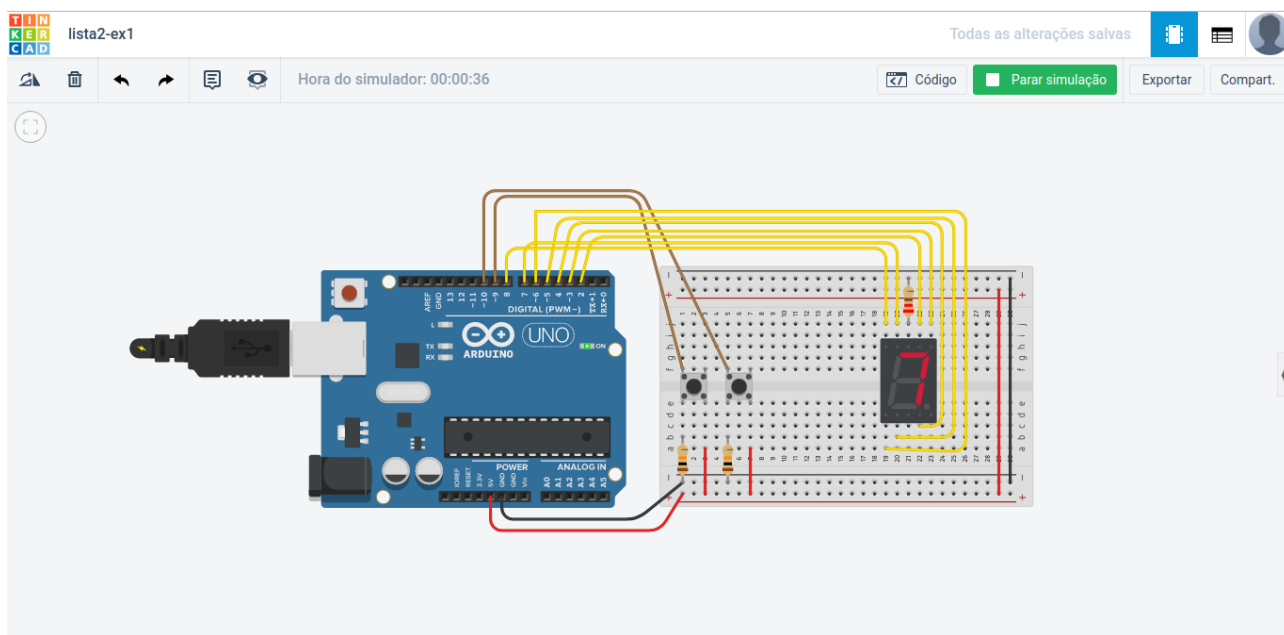 TIN
KER
CAD
lista2-ex1
Todas as alterações salvas
Hora do simulador: 00:00:36
Código
Parar simulação
Exportar
Compart.
AREF
GND
13
12
~11
~10
~9
8
7
~6
~5
4
~3
2
TX→1
RX←0
DIGITAL (PWM~)
L
TX
RX
ARDUINO
UNO
ON
IOREF
RESET
3.3V
5V
GND
GND
Vin
POWER
ANALOG IN
A0
A1
A2
A3
A4
A5
7